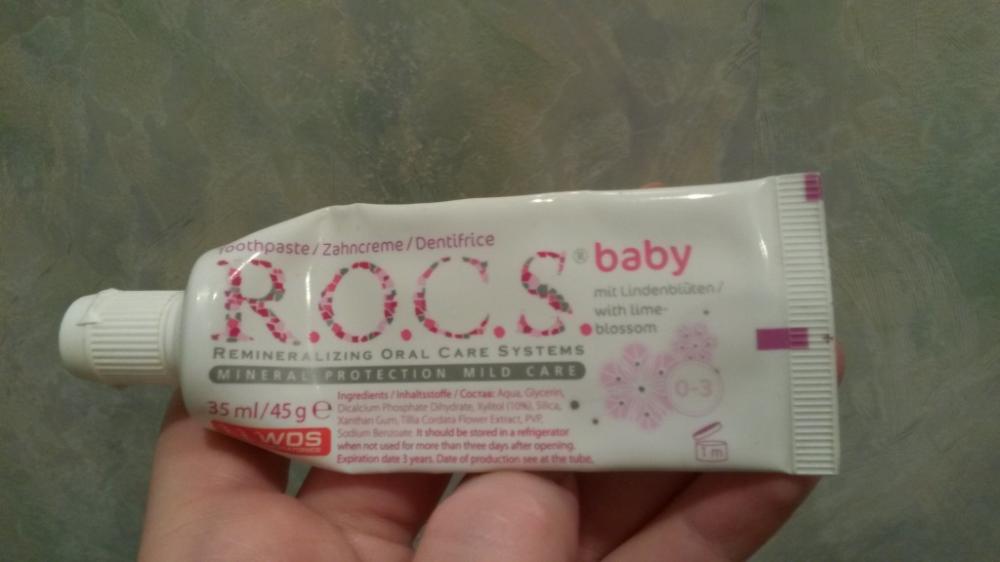 Toothpaste / Zahncreme / Dentifrice
R.O.C.S.® baby
mit Lindenblüten /
with lime-
blossom
REMINERALIZING ORAL CARE SYSTEMS
MINERAL PROTECTION MILD CARE
0-3
35 ml/45 g e
WDS
Ingredients / Inhaltsstoffe / Состав: Aqua, Glycerin,
Dicalcium Phosphate Dihydrate, Xylitol (10%), Silica,
Xanthan Gum, Tillia Cordata Flower Extract, PVP,
Sodium Benzoate. It should be stored in a refrigerator
when not used for more than three days after opening.
Expiration date 3 years. Date of production see at the tube.
1 m